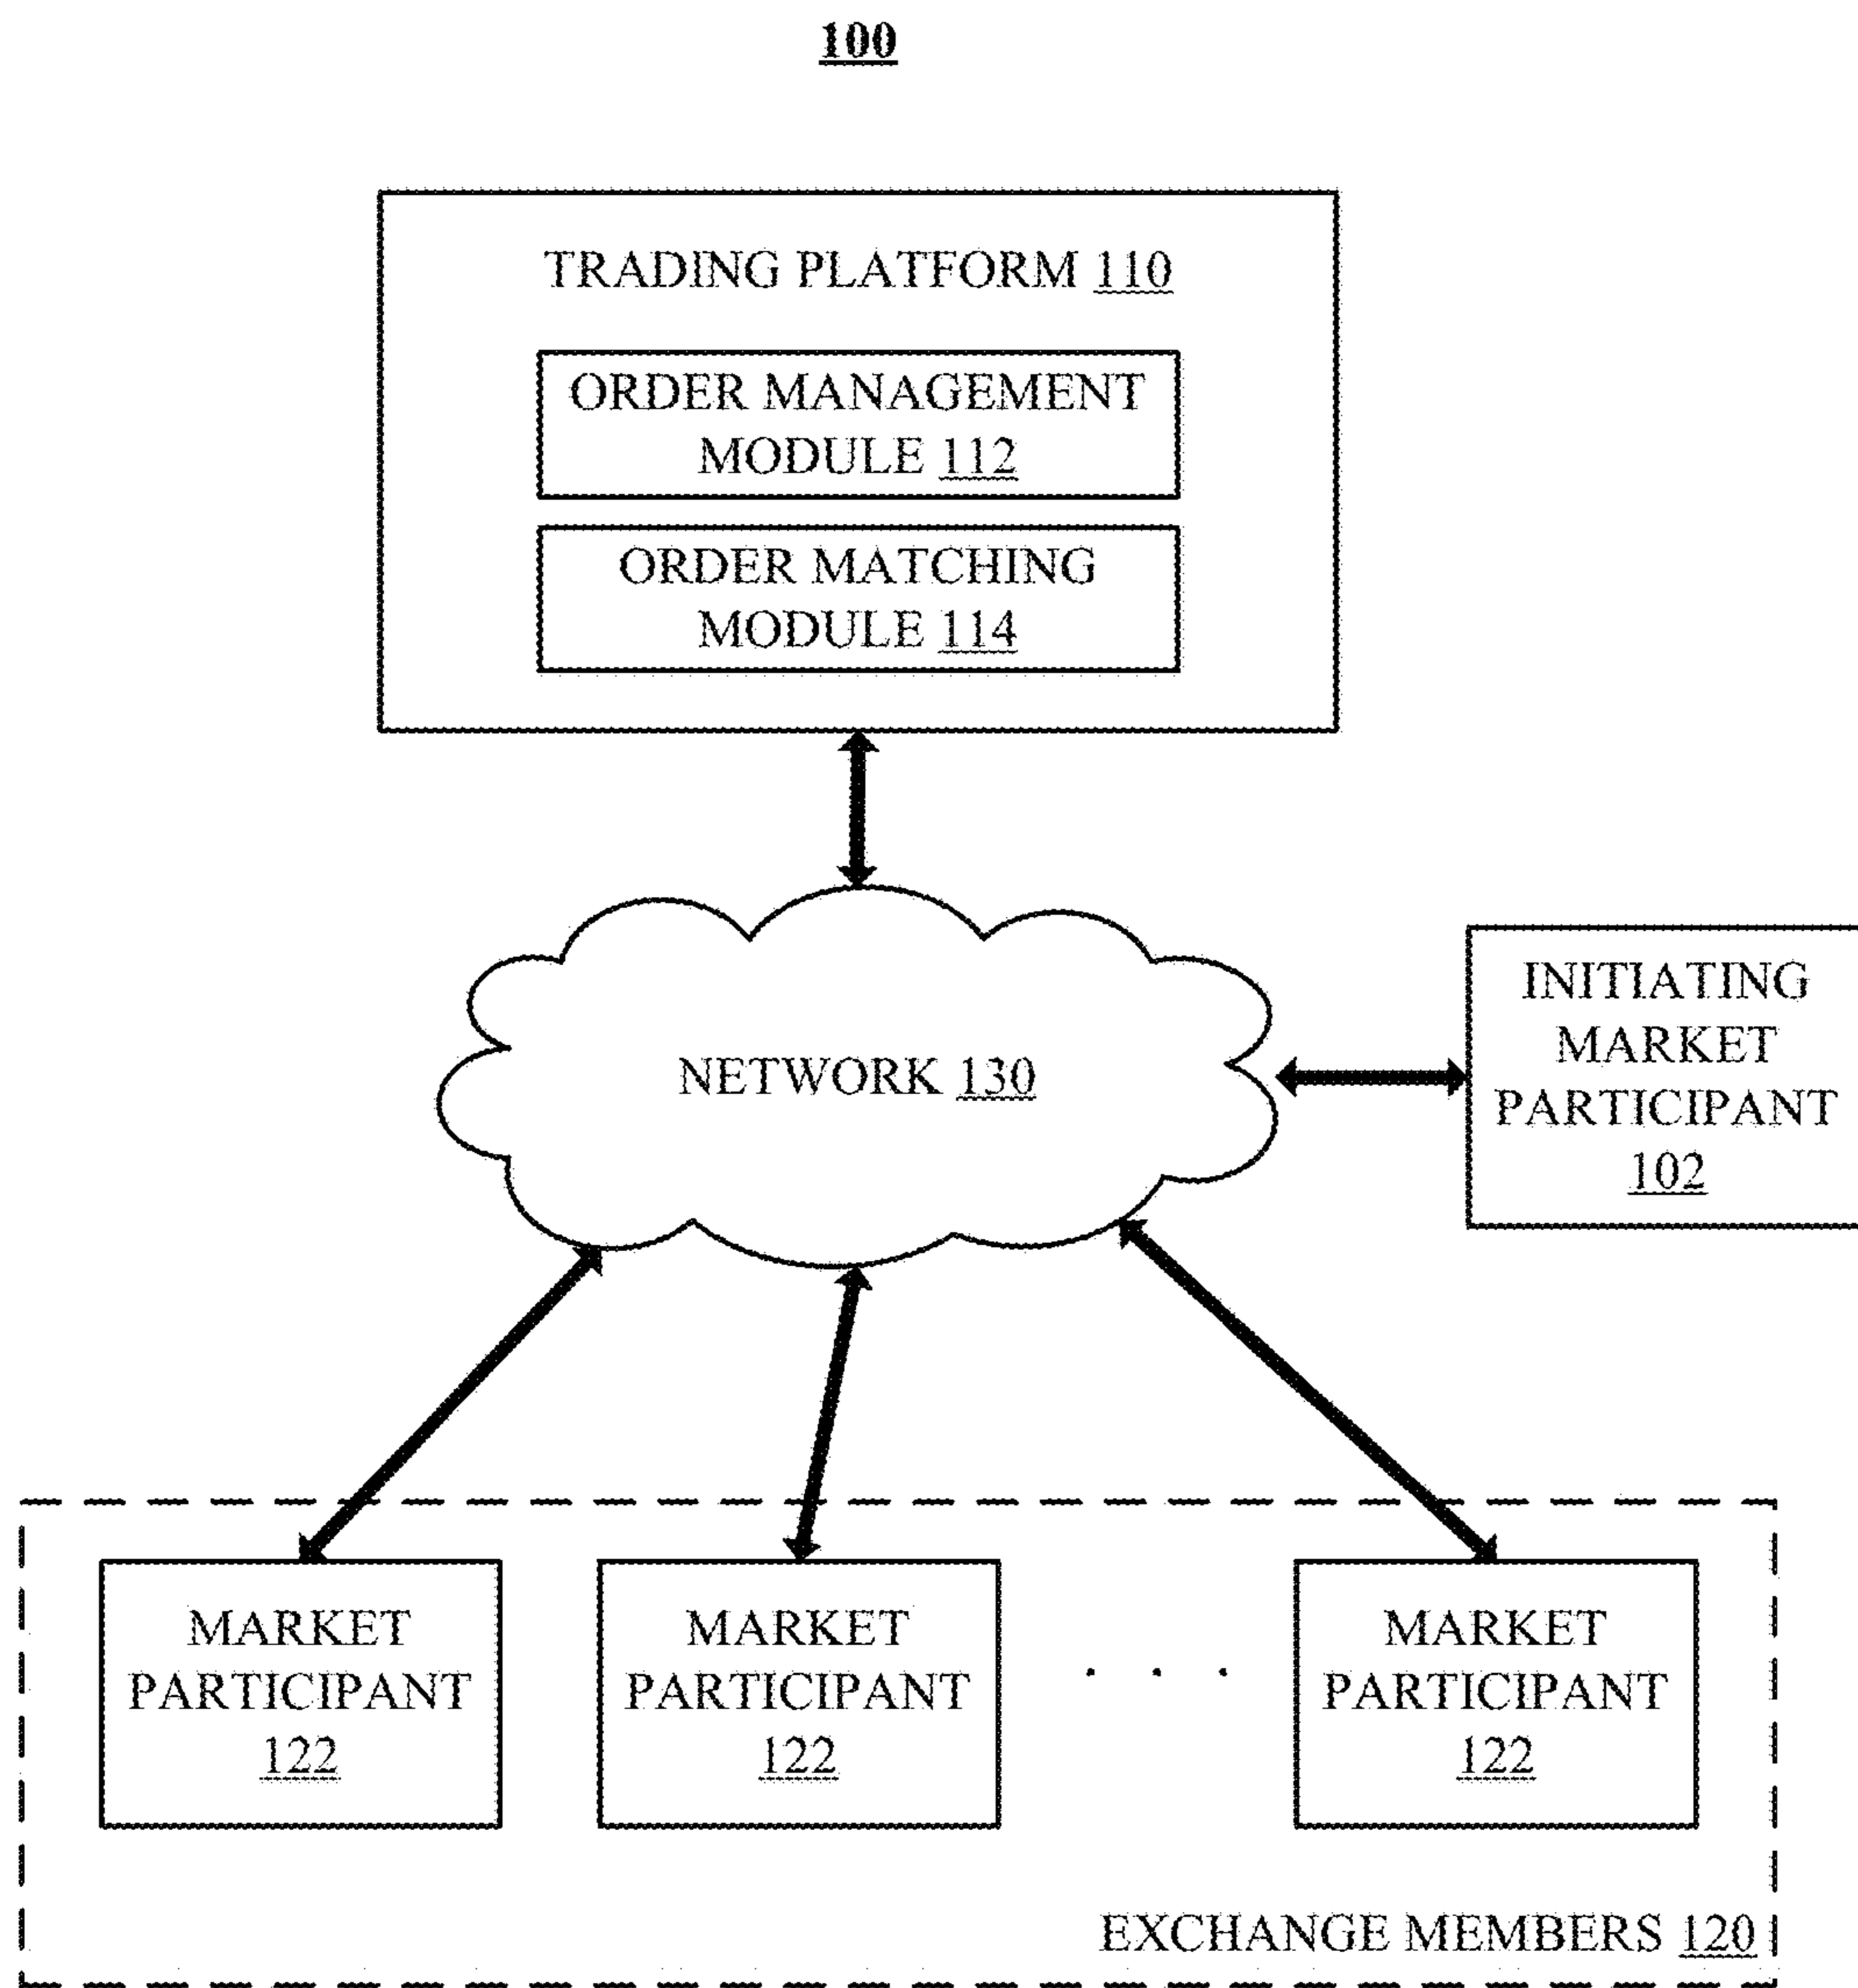 100
TRADING PLATFORM 110
ORDER MANAGEMENT
MODULE 112
ORDER MATCHING
MODULE 114
NETWORK 130
INITIATING
MARKET
PARTICIPANT
102
MARKET
PARTICIPANT
122
MARKET
PARTICIPANT
122
. . .
MARKET
PARTICIPANT
122
EXCHANGE MEMBERS 120